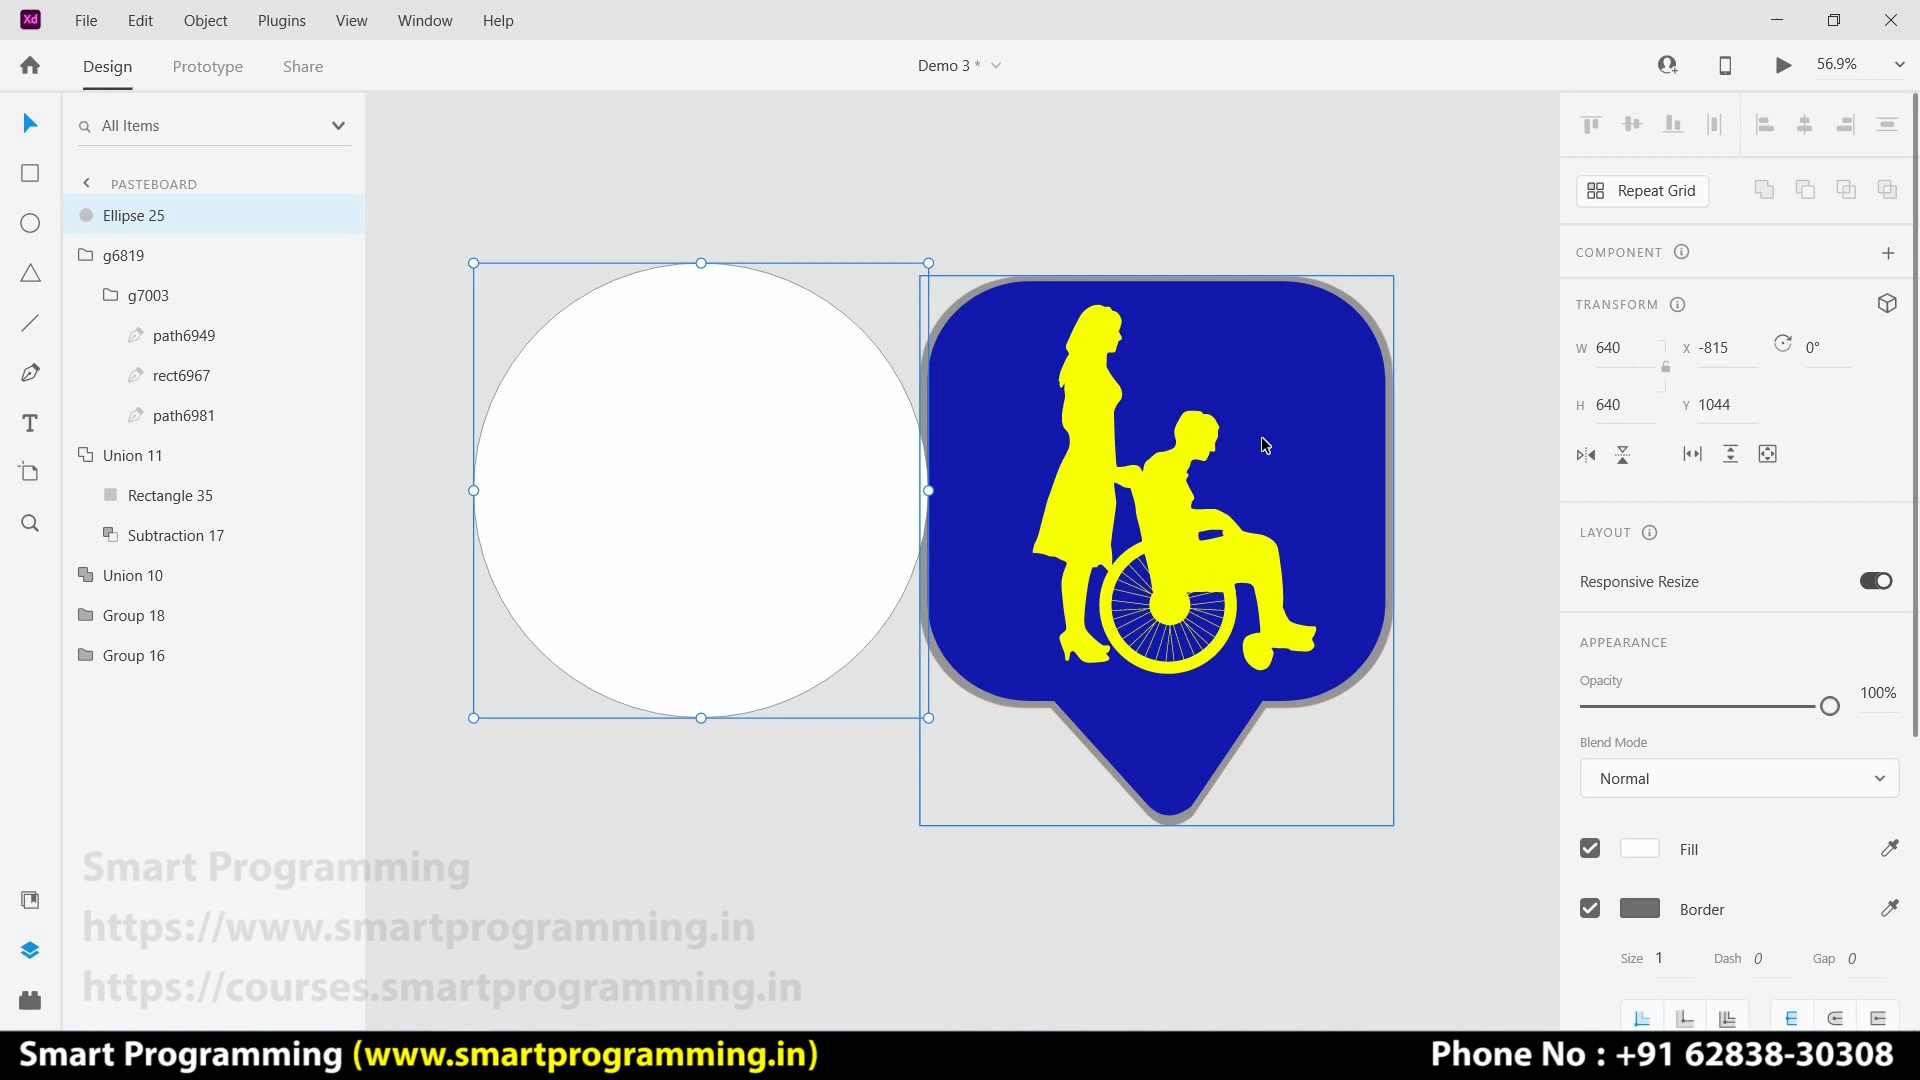 Xd File Edit Object Plugins View Window Help
Design Prototype Share Demo 3 * 56.9%
All Items
PASTEBOARD
Ellipse 25
g6819
g7003
path6949
rect6967
path6981
Union 11
Rectangle 35
Subtraction 17
Union 10
Group 18
Group 16
Repeat Grid
COMPONENT
TRANSFORM
W 640 X -815 0°
H 640 Y 1044
LAYOUT
Responsive Resize
APPEARANCE
Opacity
100%
Blend Mode
Normal
Fill
Border
Size 1 Dash 0 Gap 0
Smart Programming
https://www.smartprogramming.in
https://courses.smartprogramming.in
Smart Programming (www.smartprogramming.in) Phone No : +91 62838-30308